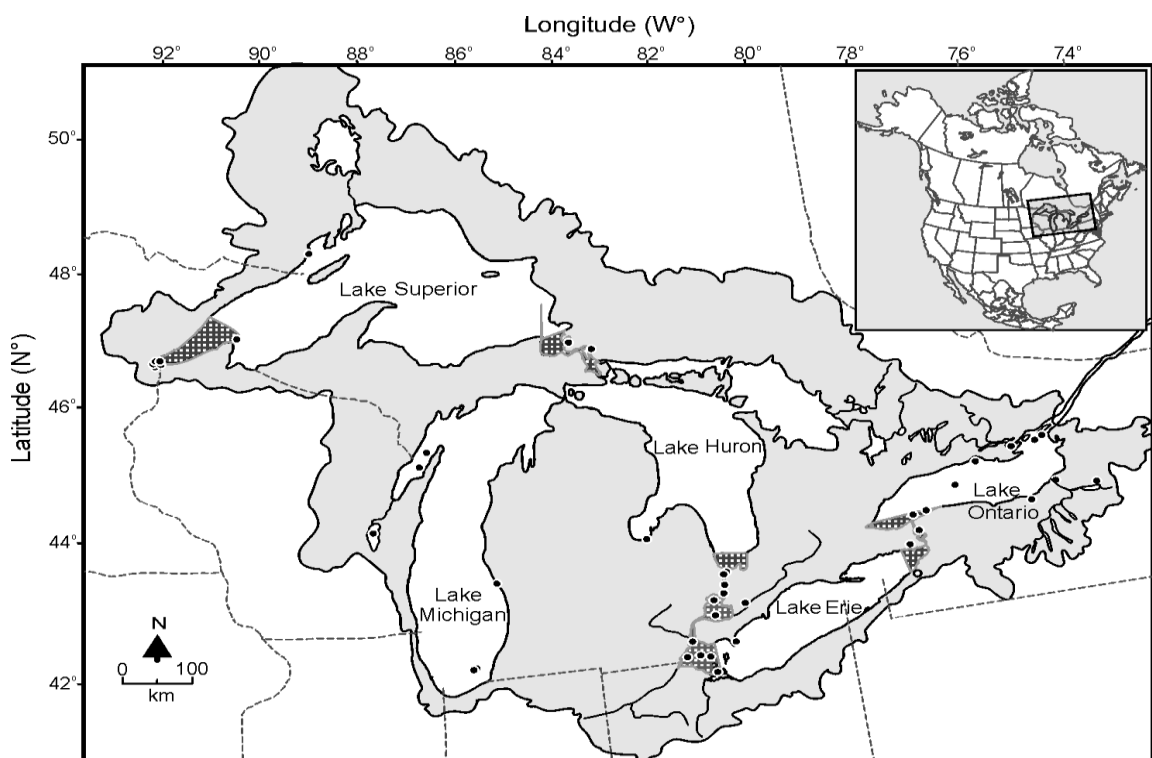 Longitude (W°)
92° 90° 88° 86° 84° 82° 80° 78° 76° 74°
50°
48°
46°
44°
42°
Latitude (N°)
Lake Superior
Lake Huron
Lake
Ontario
Lake
Michigan
Lake Erie
N
0 100
km